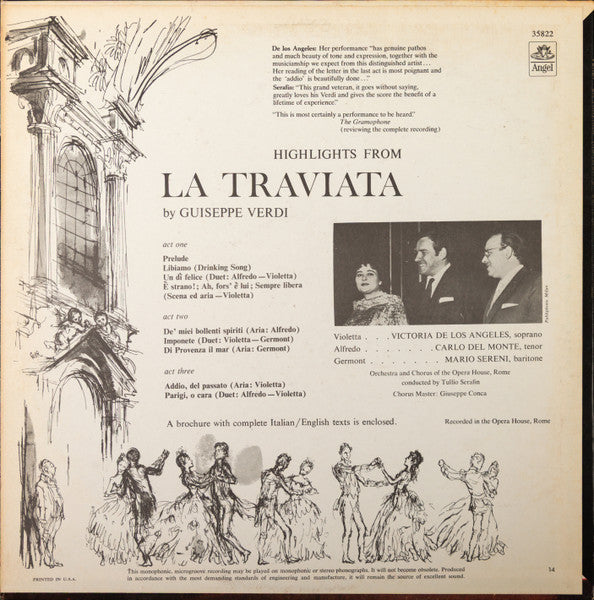 35822
Angel
De los Angeles: Her performance "has genuine pathos
and much beauty of tone and expression, together with the
musicianship we expect from this distinguished artist . . .
Her reading of the letter in the last act is most poignant and
the 'addio' is beautifully done . . ."
Serafin: "This grand veteran, it goes without saying,
greatly loves his Verdi and gives the score the benefit of a
lifetime of experience."
"This is most certainly a performance to be heard."
The Gramophone
(reviewing the complete recording)
HIGHLIGHTS FROM
LA TRAVIATA
by GUISEPPE VERDI
act one
Prelude
Libiamo (Drinking Song)
Un dì felice (Duet: Alfredo—Violetta)
È strano!; Ah, fors' è lui; Sempre libera
(Scena ed aria—Violetta)
act two
De' miei bollenti spiriti (Aria: Alfredo)
Imponete (Duet: Violetta—Germont)
Di Provenza il mar (Aria: Germont)
act three
Addio, del passato (Aria: Violetta)
Parigi, o cara (Duet: Alfredo—Violetta)
Publifoto, Milan
Violetta . . . . VICTORIA DE LOS ANGELES, soprano
Alfredo . . . . . . . . CARLO DEL MONTE, tenor
Germont . . . . . . . . . MARIO SERENI, baritone
Orchestra and Chorus of the Opera House, Rome
conducted by Tullio Serafin
Chorus Master: Giuseppe Conca
A brochure with complete Italian/English texts is enclosed.
Recorded in the Opera House, Rome
This monophonic, microgroove recording may be played on monophonic or stereo phonographs. It will not become obsolete. Produced
in accordance with the most demanding standards of engineering and manufacture, it will remain the source of excellent sound.
PRINTED IN U.S.A.
14